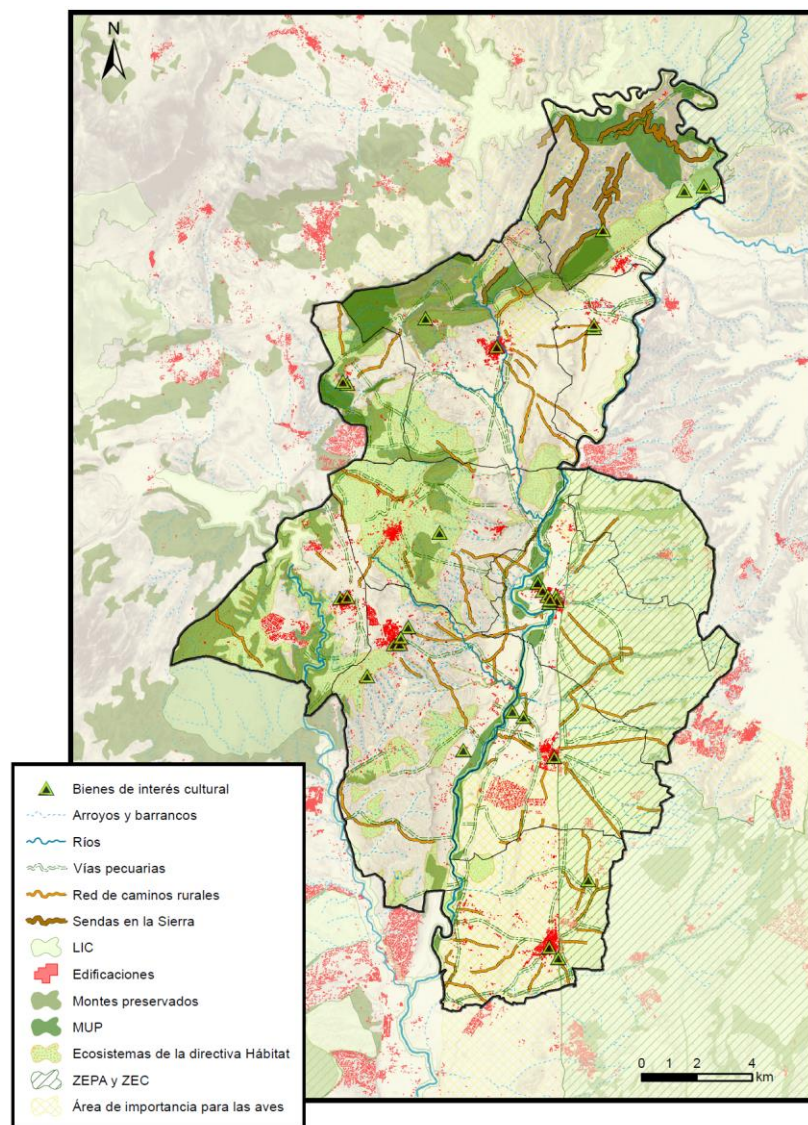 N
Bienes de interés cultural
Arroyos y barrancos
Ríos
Vías pecuarias
Red de caminos rurales
Sendas en la Sierra
LIC
Edificaciones
Montes preservados
MUP
Ecosistemas de la directiva Hábitat
ZEPA y ZEC
Área de importancia para las aves
0 1 2 4
km